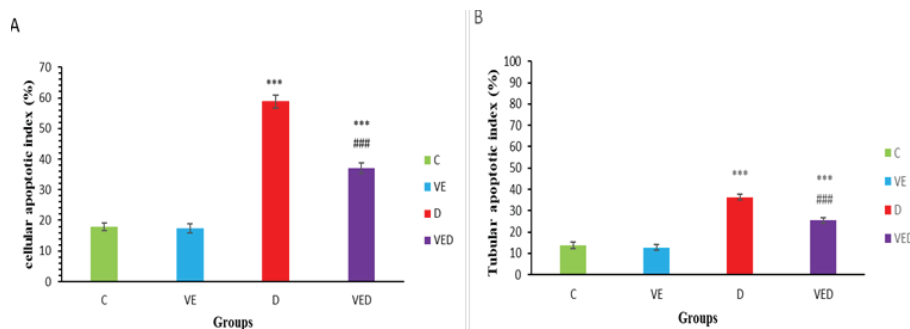 A
cellular apoptotic index (%)
70
60
50
40
30
20
10
0
***
***
###
C
VE
D
VED
Groups
C
VE
D
VED
B
Tubular apoptotic index (%)
100
90
80
70
60
50
40
30
20
10
0
***
***
###
C
VE
D
VED
Groups
C
VE
D
VED